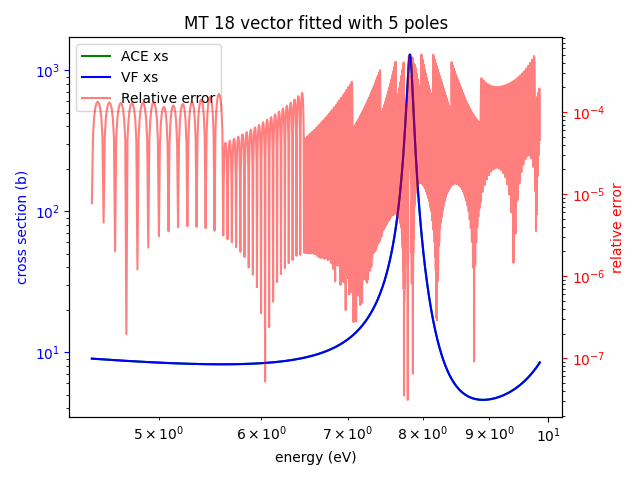 MT 18 vector fitted with 5 poles
ACE xs
VF xs
Relative error
10³
10²
10¹
cross section (b)
10⁻⁴
10⁻⁵
10⁻⁶
10⁻⁷
relative error
5 × 10⁰
6 × 10⁰
7 × 10⁰
8 × 10⁰
9 × 10⁰
10¹
energy (eV)